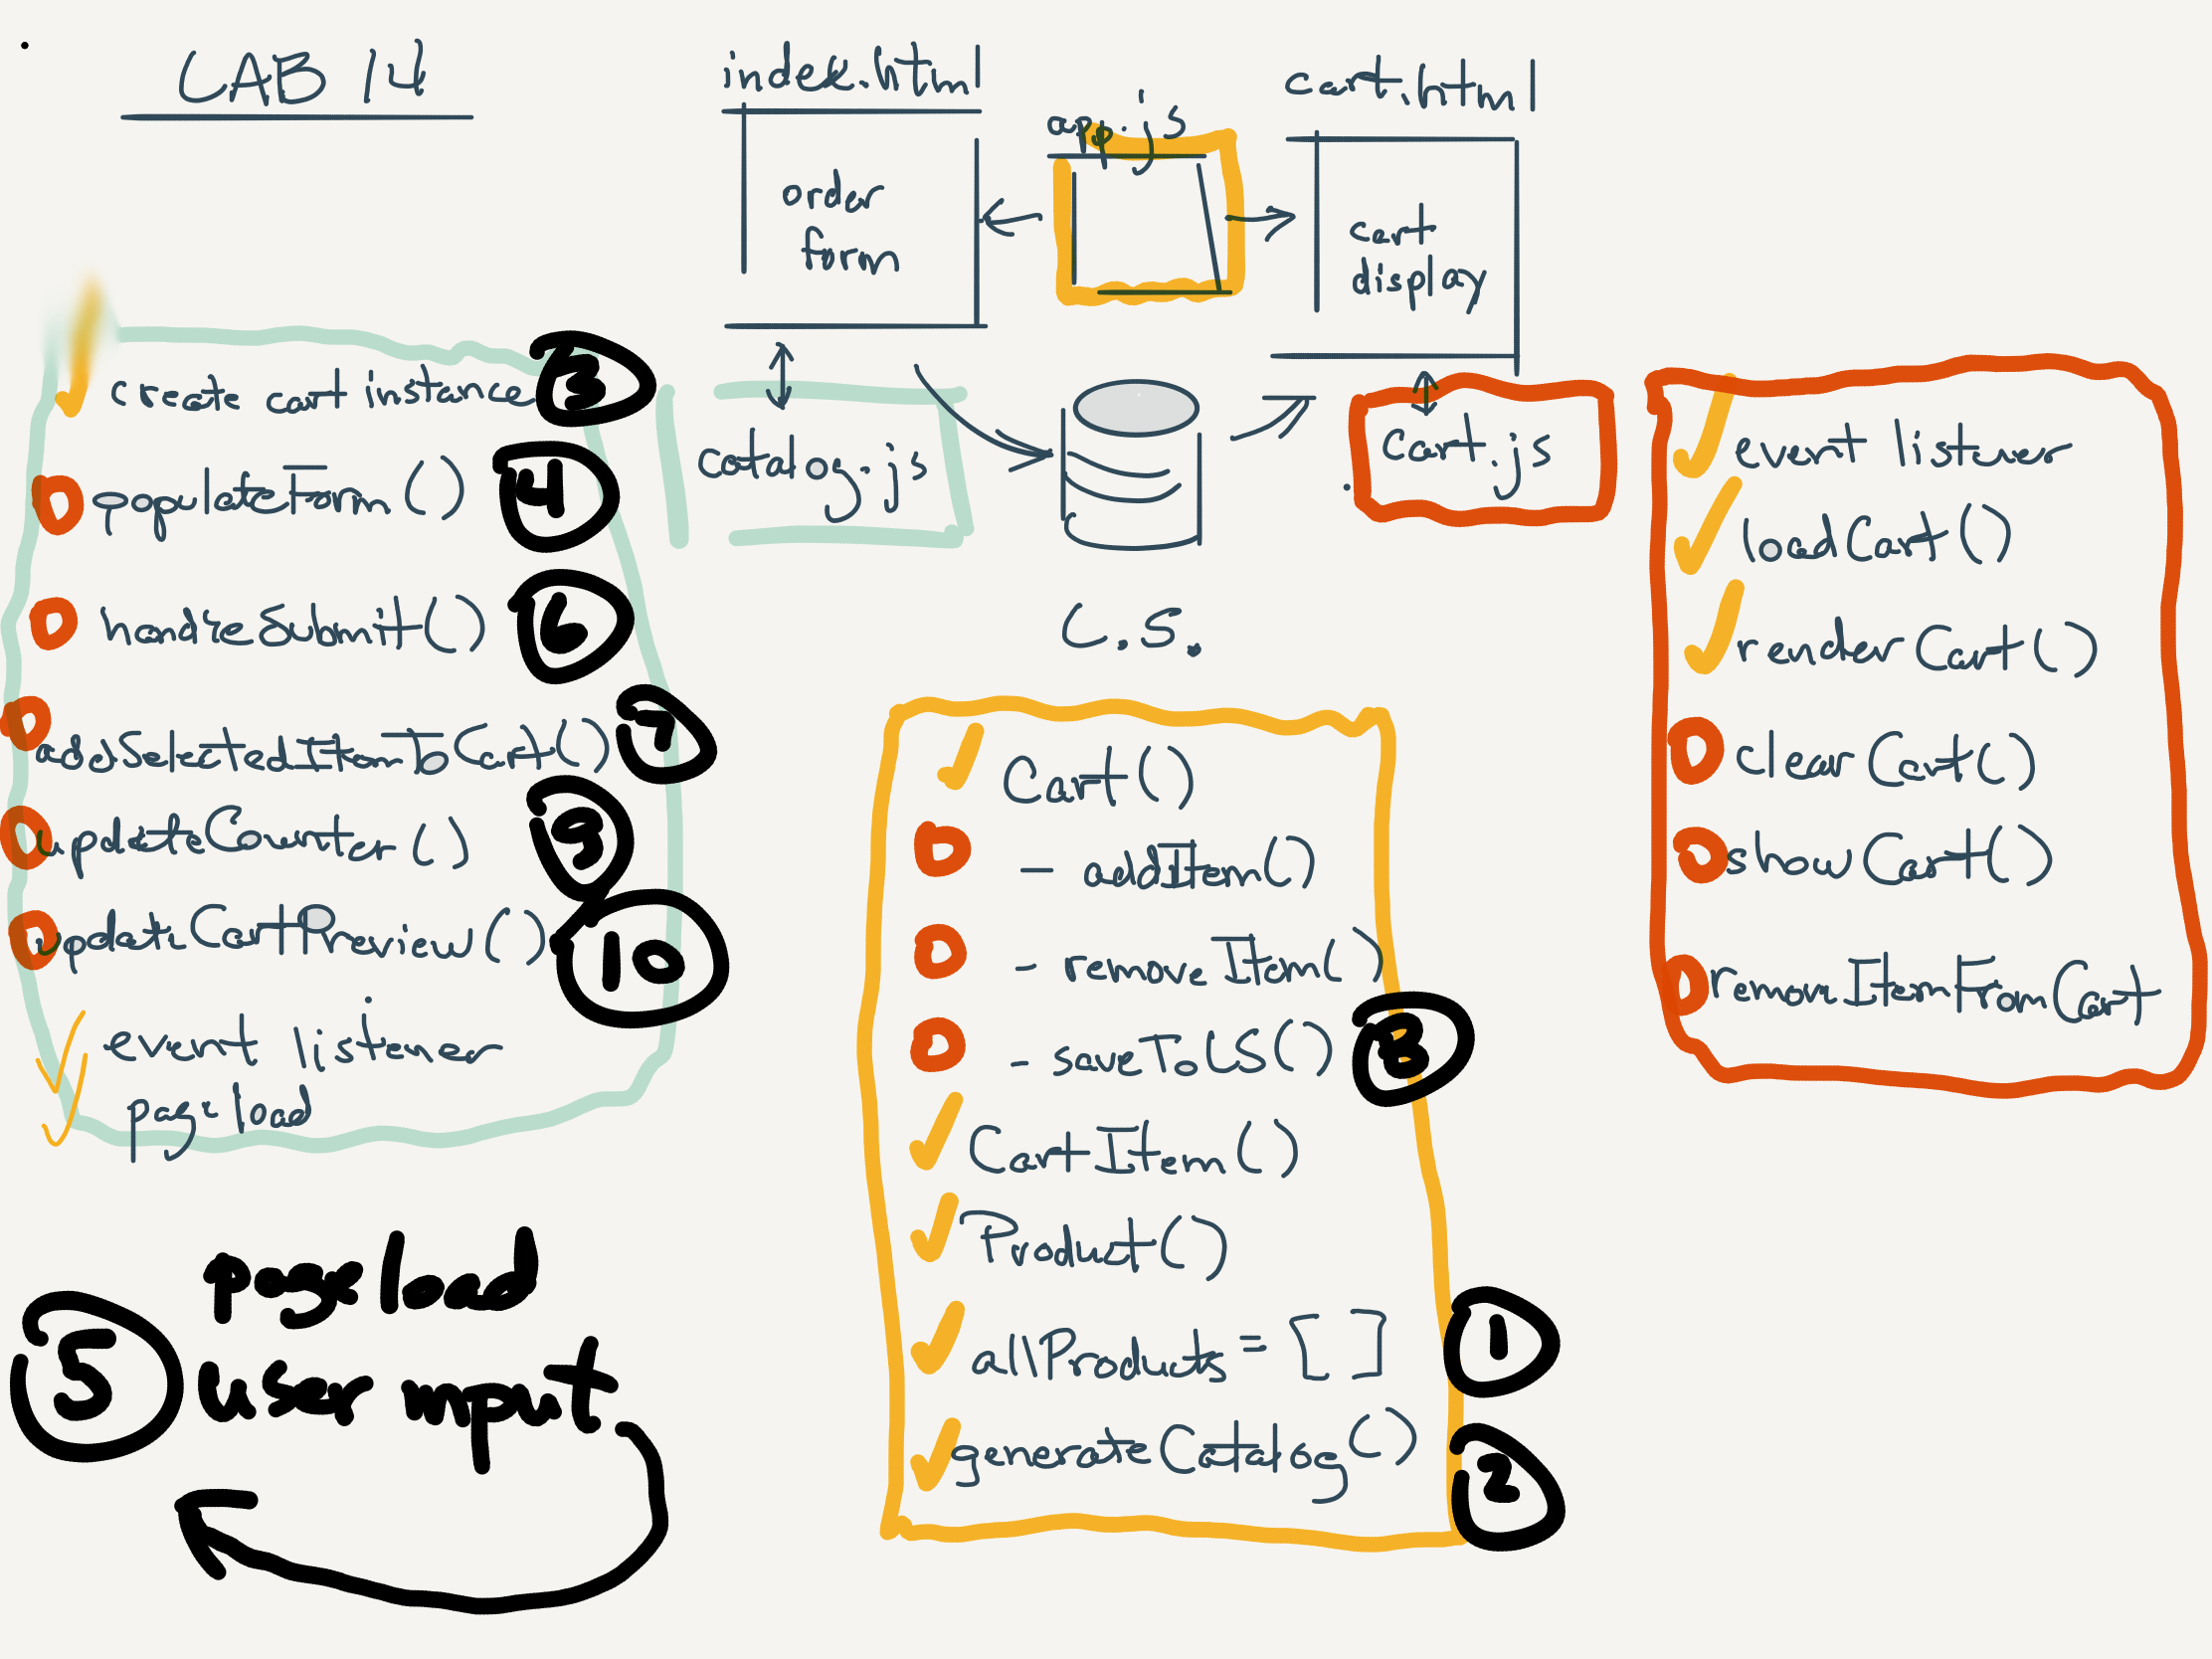 LAB 14
index.html
app.js
cart.html
order
form
cart
display
catalog.js
cart.js
L.S.
create cart instance 3
populateForm() 4
handleSubmit() 6
addSelectedItemToCart() 7
updateCounter() 9
updateCartPreview() 10
event listener
page load
page load
5 user input
Cart()
- addItem()
- removeItem()
- saveToLS() 8
CartItem()
Product()
allProducts = [ ] 1
generateCatalog() 2
event listener
loadCart()
renderCart()
clearCart()
showCart()
removeItemFromCart